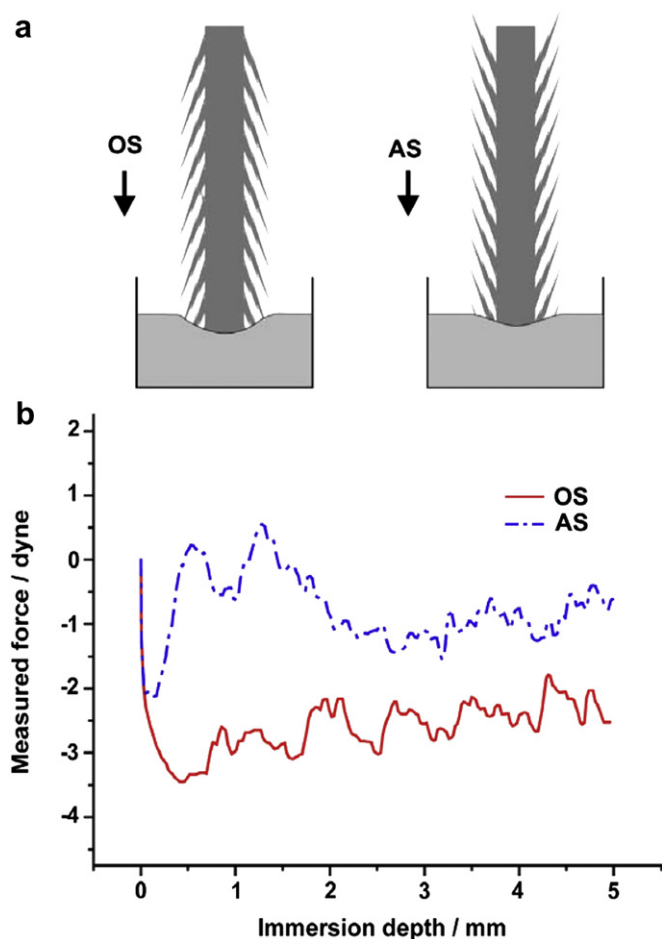 a
OS
AS
b
2
1
0
-1
-2
-3
-4
Measured force / dyne
OS
AS
0 1 2 3 4 5
Immersion depth / mm